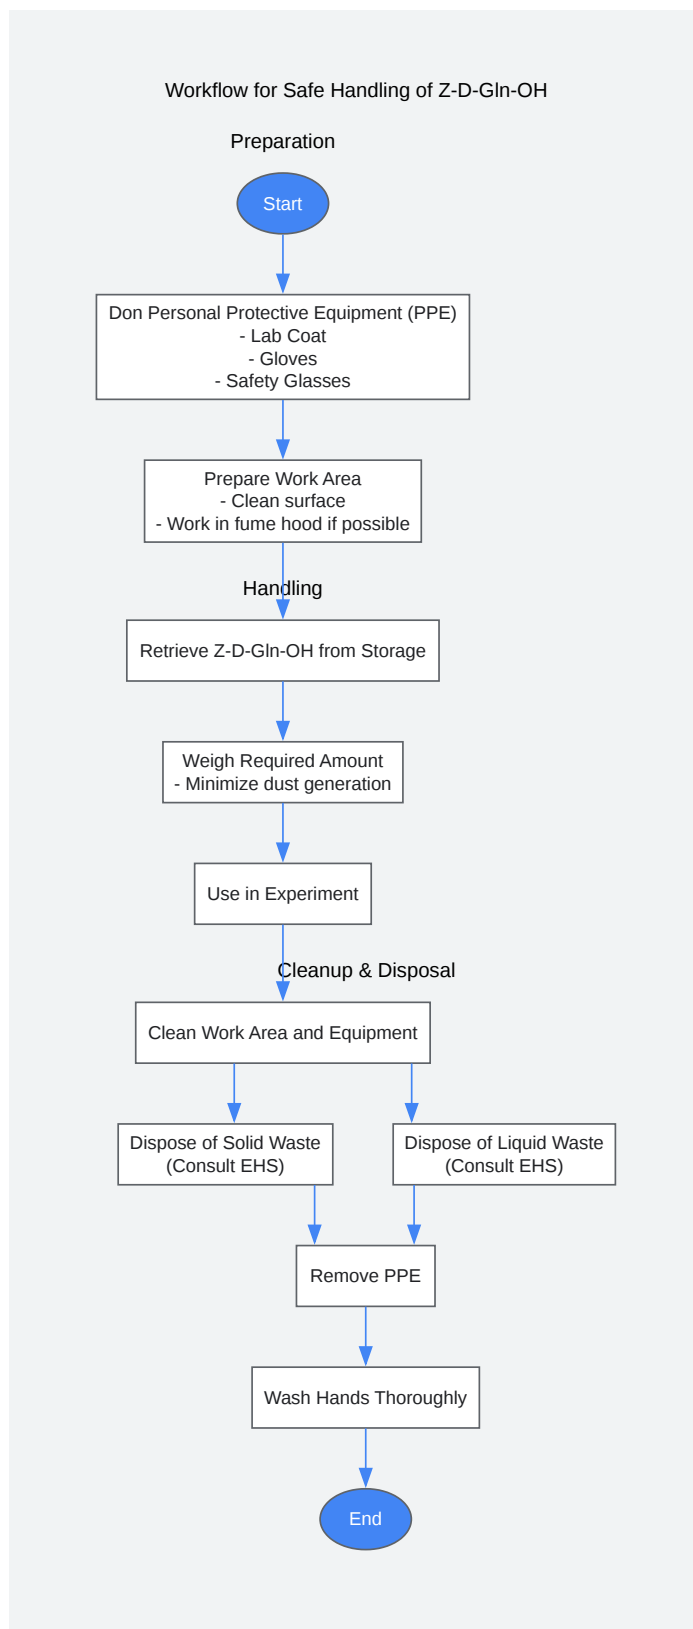 Workflow for Safe Handling of Z-D-Gln-OH
Preparation
Start
Don Personal Protective Equipment (PPE)
- Lab Coat
- Gloves
- Safety Glasses
Prepare Work Area
- Clean surface
- Work in fume hood if possible
Handling
Retrieve Z-D-Gln-OH from Storage
Weigh Required Amount
- Minimize dust generation
Use in Experiment
Cleanup & Disposal
Clean Work Area and Equipment
Dispose of Solid Waste
(Consult EHS)
Dispose of Liquid Waste
(Consult EHS)
Remove PPE
Wash Hands Thoroughly
End